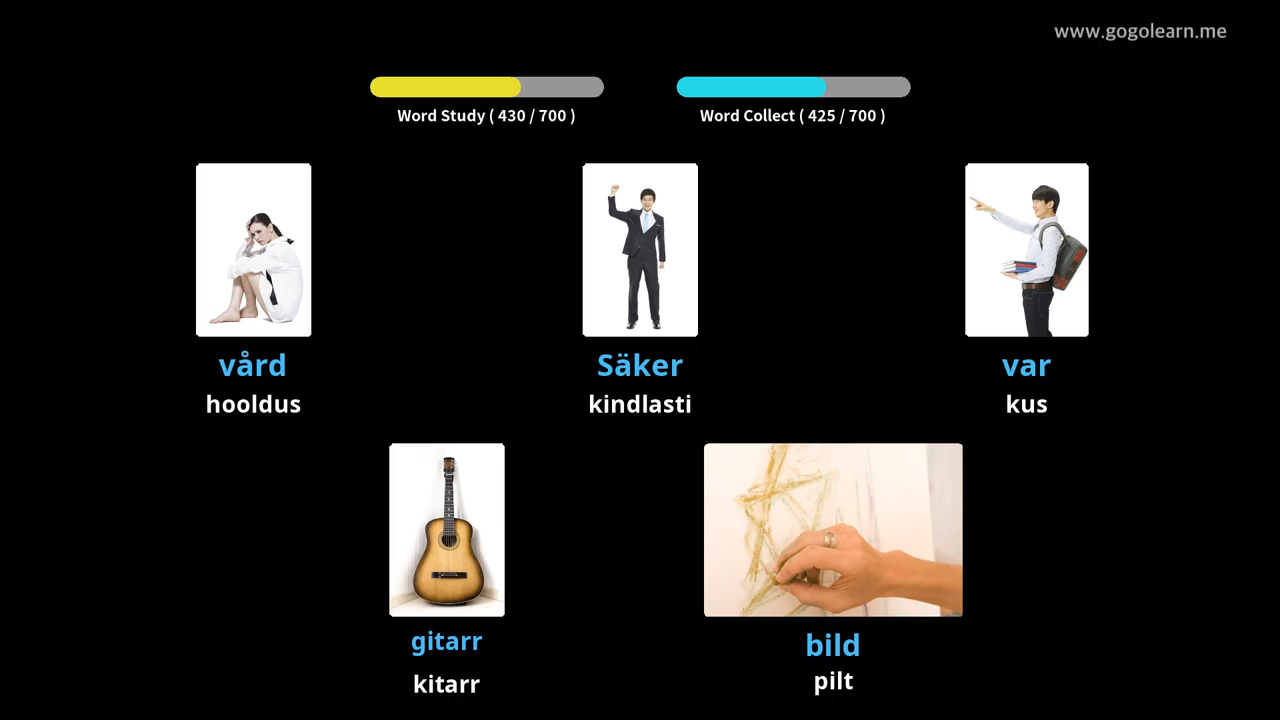 www.gogolearn.me
Word Study ( 430 / 700 )
Word Collect ( 425 / 700 )
vård
hooldus
Säker
kindlasti
var
kus
gitarr
kitarr
bild
pilt